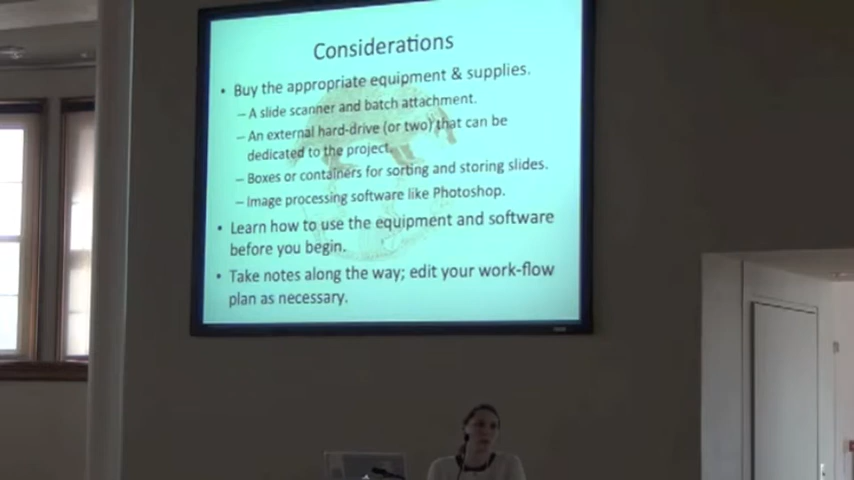 Considerations
• Buy the appropriate equipment & supplies.
– A slide scanner and batch attachment.
– An external hard-drive (or two) that can be
dedicated to the project.
– Boxes or containers for sorting and storing slides.
– Image processing software like Photoshop.
• Learn how to use the equipment and software
before you begin.
• Take notes along the way; edit your work-flow
plan as necessary.